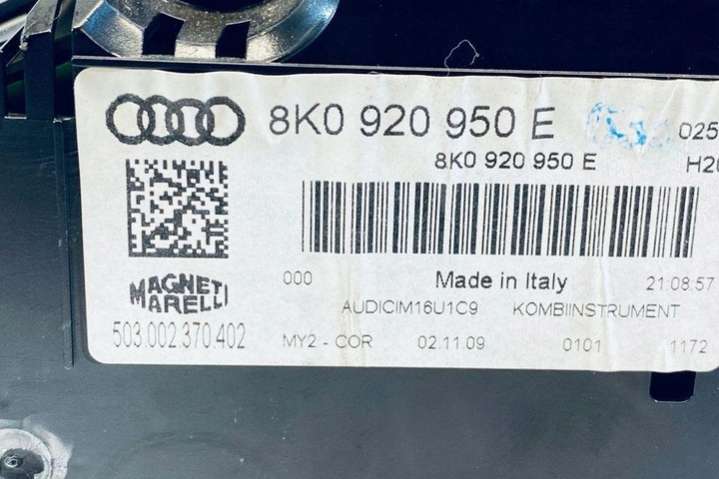 8K0 920 950 E 025
8K0 920 950 E
000 Made in Italy 21:08:57
MAGNETI
MARELLI
AUDICIM16U1C9 KOMBIINSTRUMENT
503.002.370.402 MY2 - COR 02.11.09 0101 1172